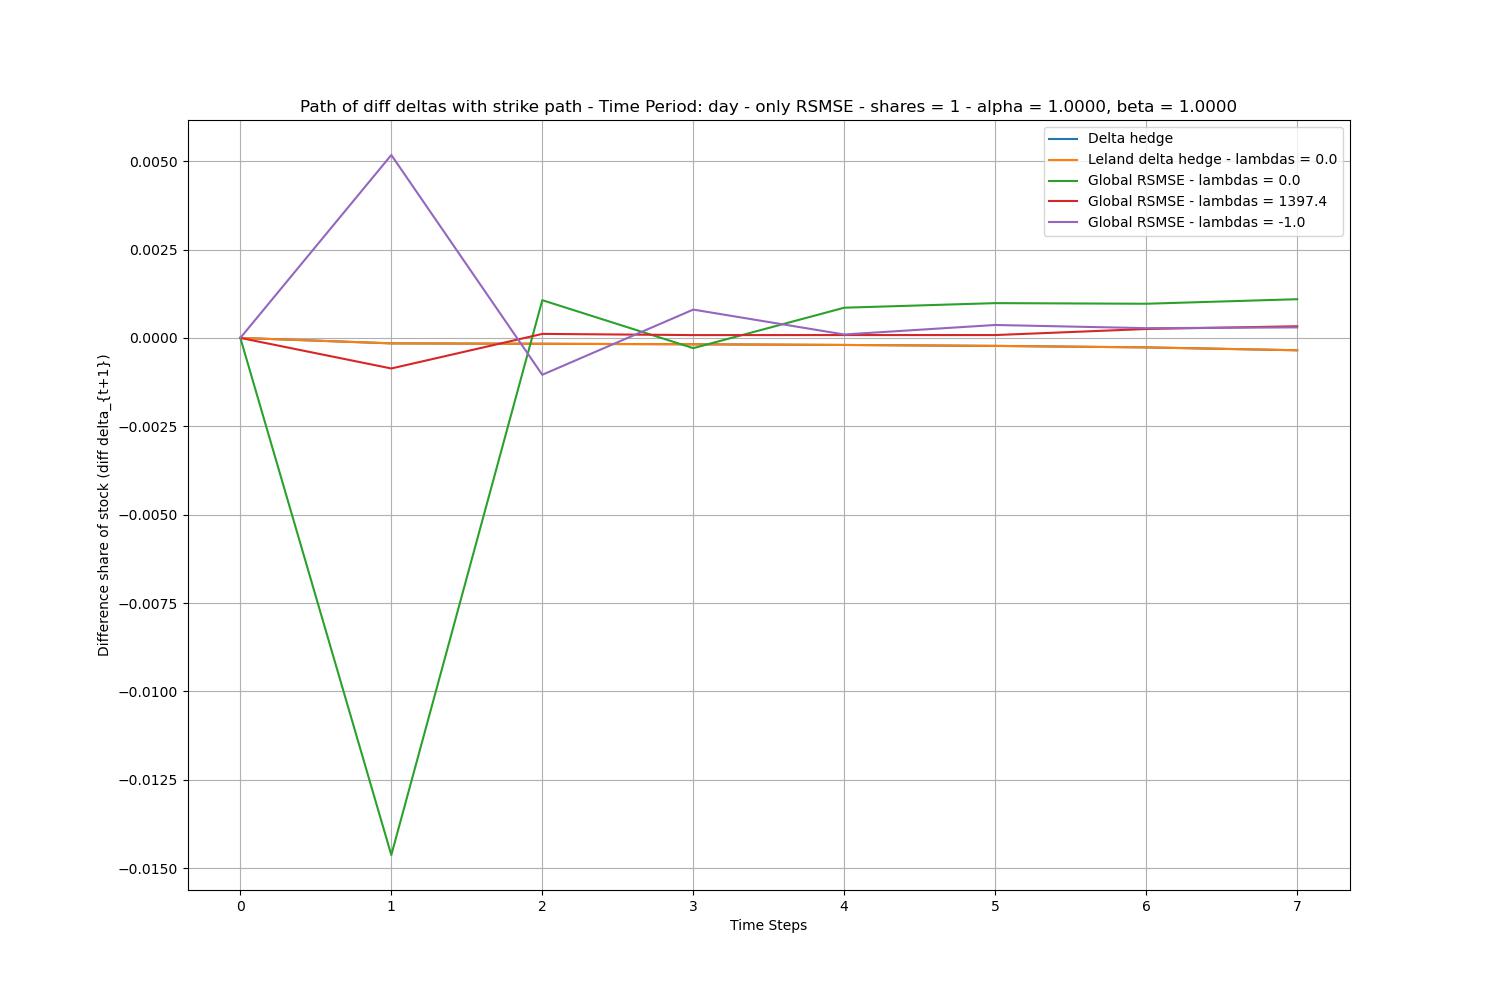 Path of diff deltas with strike path - Time Period: day - only RSMSE - shares = 1 - alpha = 1.0000, beta = 1.0000
Delta hedge
Leland delta hedge - lambdas = 0.0
Global RSMSE - lambdas = 0.0
Global RSMSE - lambdas = 1397.4
Global RSMSE - lambdas = -1.0
Difference share of stock (diff delta_{t+1})
0.0050
0.0025
0.0000
−0.0025
−0.0050
−0.0075
−0.0100
−0.0125
−0.0150
0 1 2 3 4 5 6 7
Time Steps